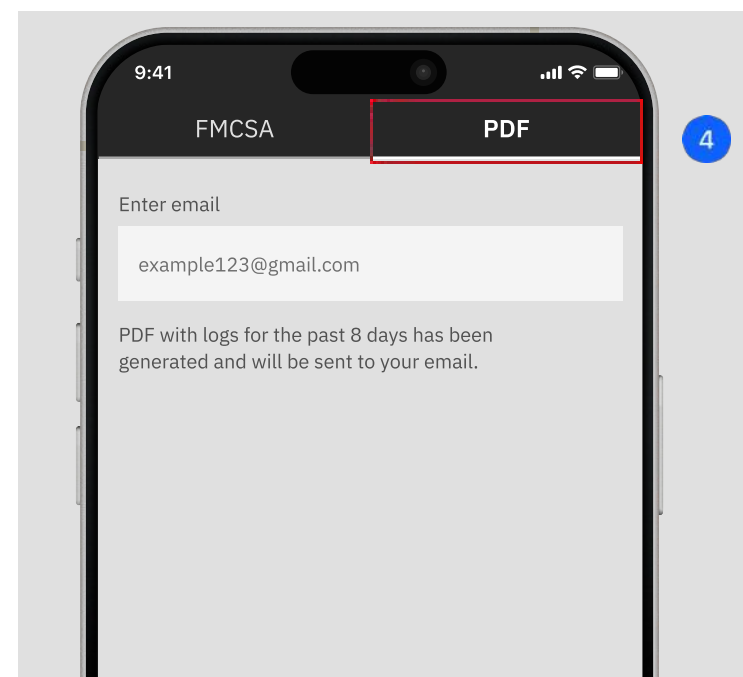 9:41
FMCSA
PDF
4
Enter email
example123@gmail.com
PDF with logs for the past 8 days has been
generated and will be sent to your email.